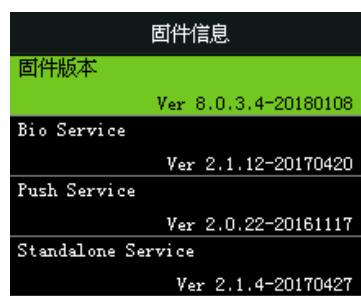 固件信息
固件版本
Ver 8.0.3.4-20180108
Bio Service
Ver 2.1.12-20170420
Push Service
Ver 2.0.22-20161117
Standalone Service
Ver 2.1.4-20170427